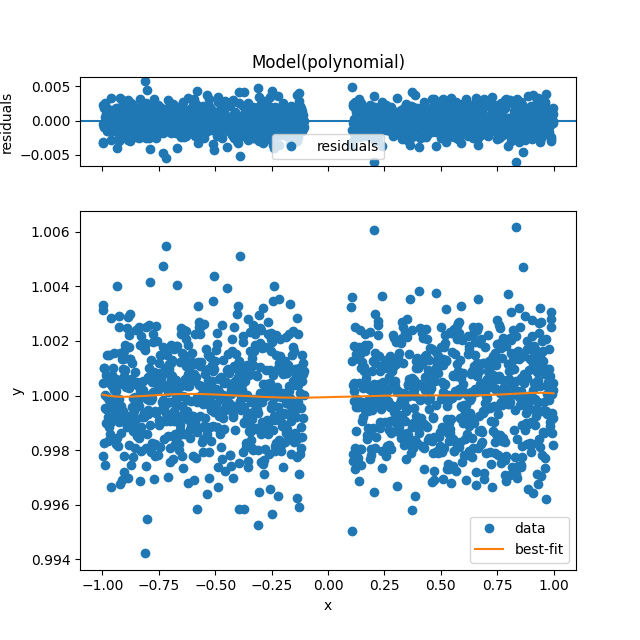 Model(polynomial)
0.005
0.000
−0.005
residuals
residuals
1.006
1.004
1.002
1.000
0.998
0.996
0.994
y
data
best-fit
−1.00 −0.75 −0.50 −0.25 0.00 0.25 0.50 0.75 1.00
x